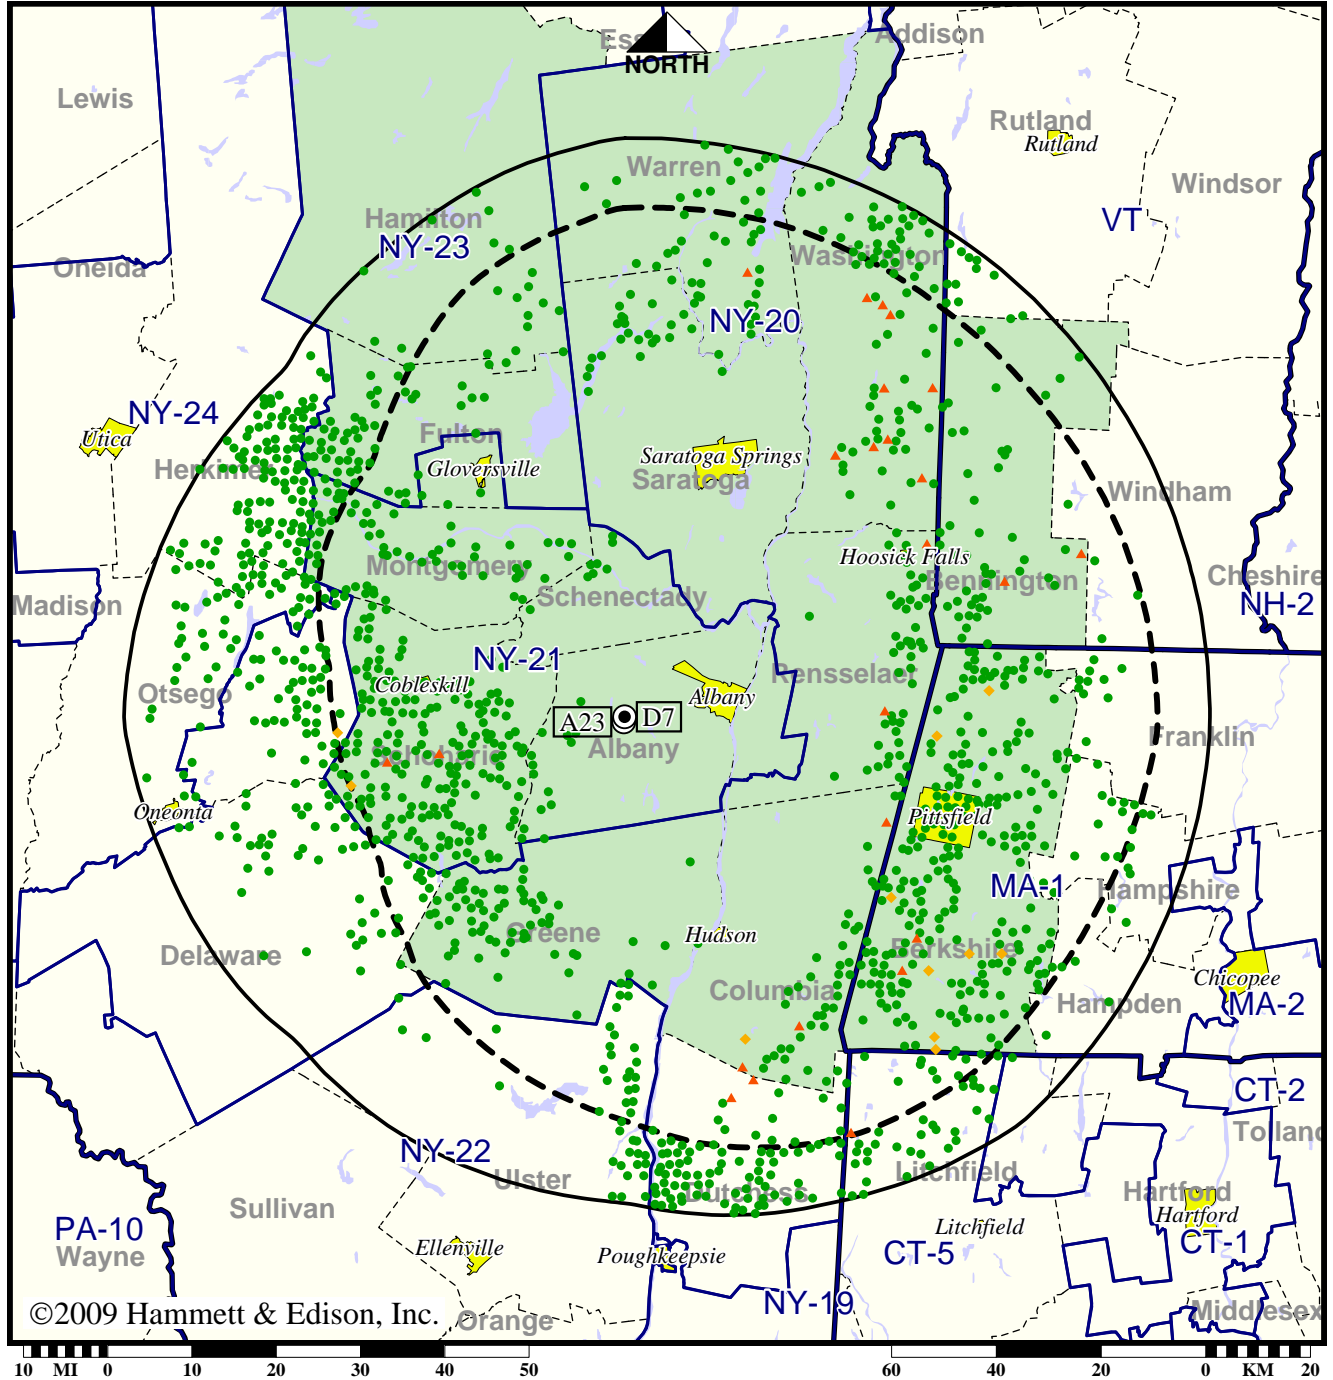 Essex
Addison
NORTH
Lewis
Rutland
Rutland
Warren
Windsor
Hamilton
VT
NY-23
Washington
Oneida
NY-20
NY-24
Utica
Fulton
Saratoga Springs
Herkimer
Gloversville
Saratoga
Windham
Hoosick Falls
Montgomery
Bennington
Cheshire
Madison
Schenectady
NH-2
NY-21
Rensselaer
Otsego
Cobleskill
Albany
A23
D7
Schoharie
Albany
Franklin
Oneonta
Pittsfield
MA-1
Hampshire
Greene
Hudson
Delaware
Berkshire
Chicopee
Columbia
Hampden
MA-2
CT-2
NY-22
Tolland
Ulster
Litchfield
Sullivan
Dutchess
Hartford
Hartford
PA-10
Litchfield
Wayne
Ellenville
Poughkeepsie
CT-5
CT-1
NY-19
©2009 Hammett & Edison, Inc.
Orange
Middlesex
10 MI 0 10 20 30 40 50 60 40 20 0 KM 20